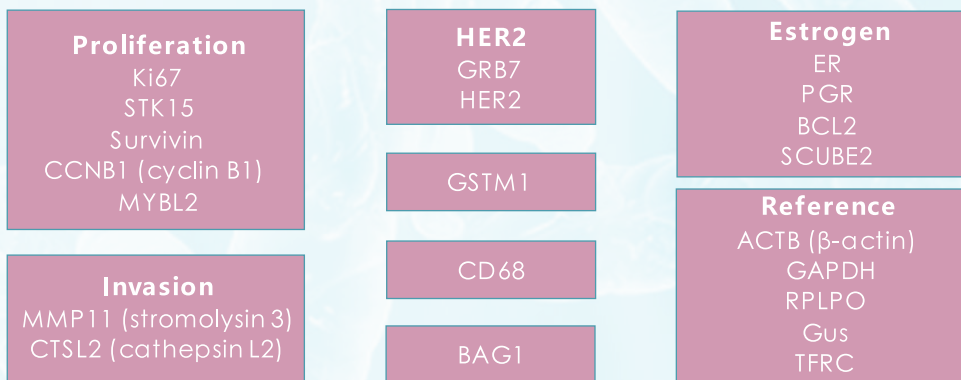 Proliferation
Ki67
STK15
Survivin
CCNB1 (cyclin B1)
MYBL2
Invasion
MMP11 (stromolysin 3)
CTSL2 (cathepsin L2)
HER2
GRB7
HER2
GSTM1
CD68
BAG1
Estrogen
ER
PGR
BCL2
SCUBE2
Reference
ACTB (β-actin)
GAPDH
RPLPO
Gus
TFRC